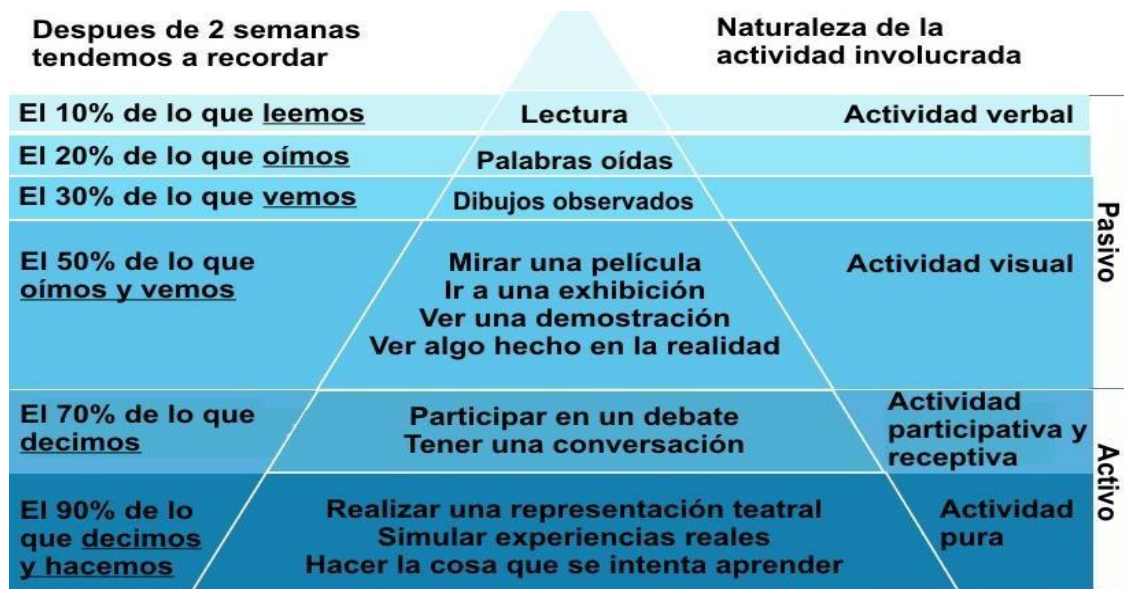 Despues de 2 semanas
tendemos a recordar
Naturaleza de la
actividad involucrada
El 10% de lo que leemos
Lectura
Actividad verbal
El 20% de lo que oímos
Palabras oídas
El 30% de lo que vemos
Dibujos observados
El 50% de lo que
oímos y vemos
Mirar una película
Ir a una exhibición
Ver una demostración
Ver algo hecho en la realidad
Actividad visual
Pasivo
El 70% de lo que
decimos
Participar en un debate
Tener una conversación
Actividad
participativa y
receptiva
El 90% de lo
que decimos
y hacemos
Realizar una representación teatral
Simular experiencias reales
Hacer la cosa que se intenta aprender
Actividad
pura
Activo